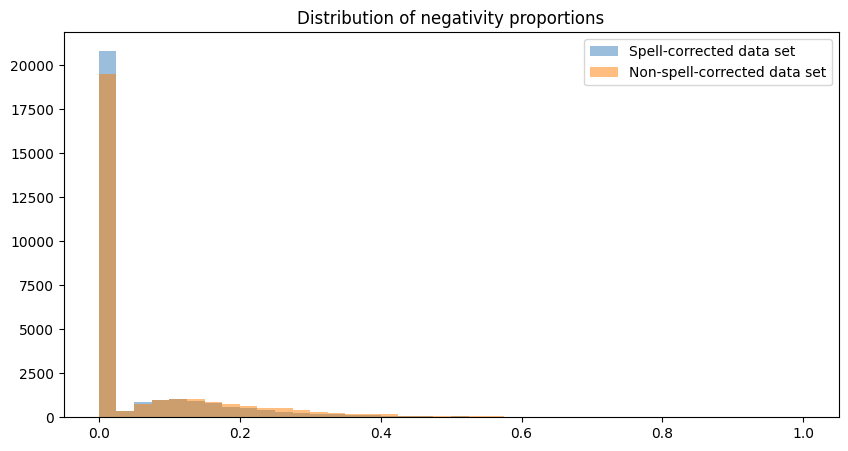 Distribution of negativity proportions
Spell-corrected data set
Non-spell-corrected data set
20000
17500
15000
12500
10000
7500
5000
2500
0
0.0 0.2 0.4 0.6 0.8 1.0